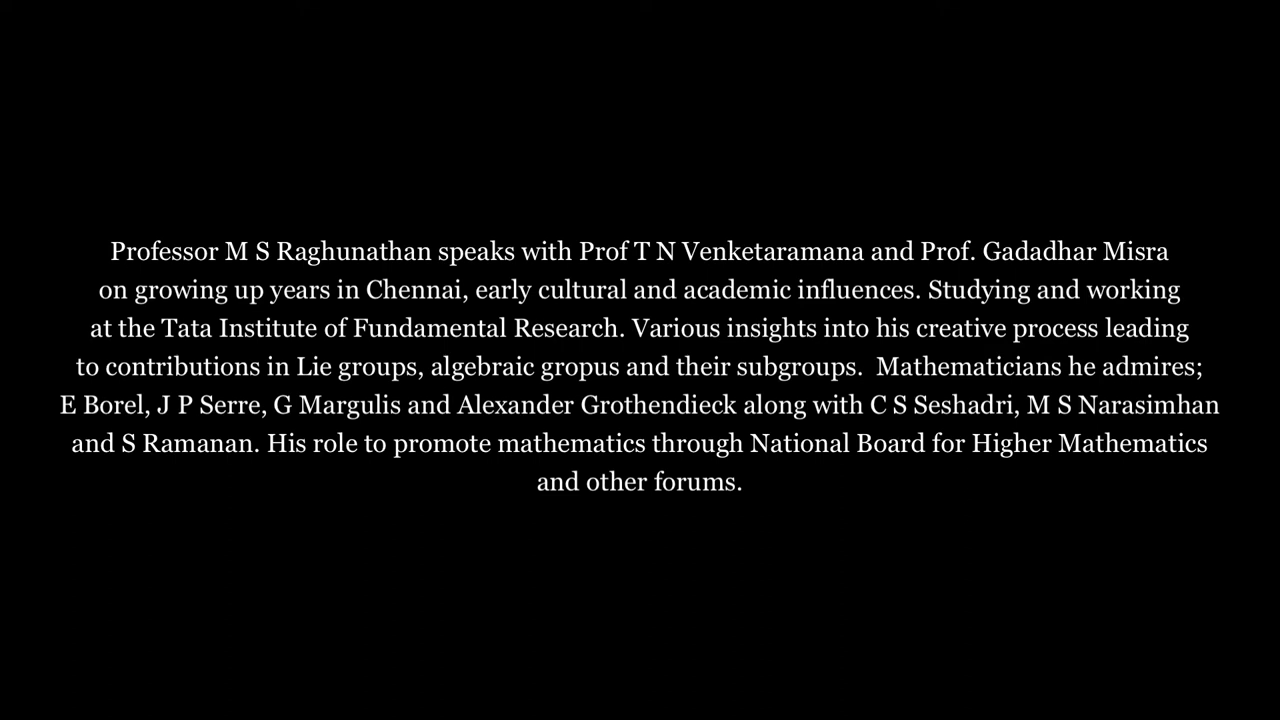 Professor M S Raghunathan speaks with Prof T N Venketaramana and Prof. Gadadhar Misra
on growing up years in Chennai, early cultural and academic influences. Studying and working
at the Tata Institute of Fundamental Research. Various insights into his creative process leading
to contributions in Lie groups, algebraic gropus and their subgroups.  Mathematicians he admires;
E Borel, J P Serre, G Margulis and Alexander Grothendieck along with C S Seshadri, M S Narasimhan
and S Ramanan. His role to promote mathematics through National Board for Higher Mathematics
and other forums.